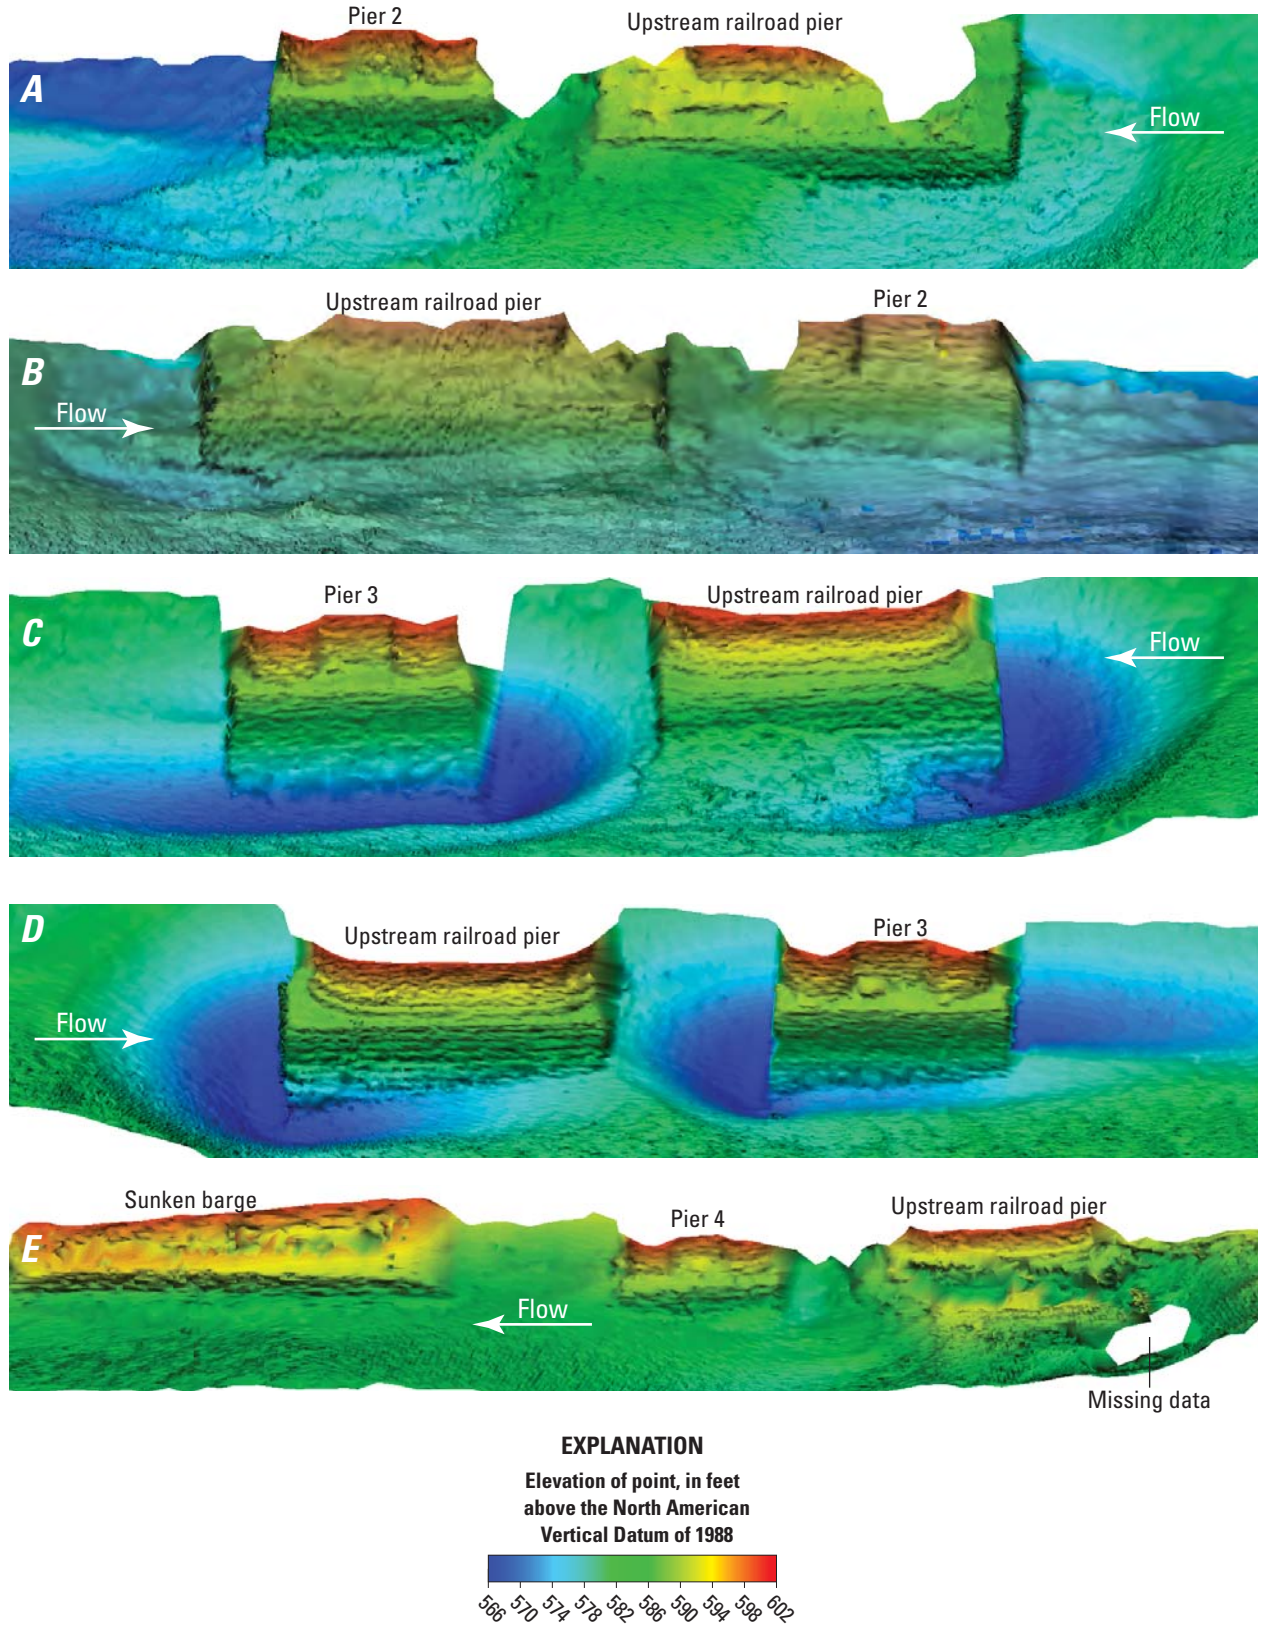 Pier 2
Upstream railroad pier
A
Flow
Upstream railroad pier
Pier 2
B
Flow
Pier 3
Upstream railroad pier
C
Flow
D
Upstream railroad pier
Pier 3
Flow
Sunken barge
Pier 4
Upstream railroad pier
E
Flow
Missing data
EXPLANATION
Elevation of point, in feet
above the North American
Vertical Datum of 1988
566 570 574 578 582 586 590 594 598 602